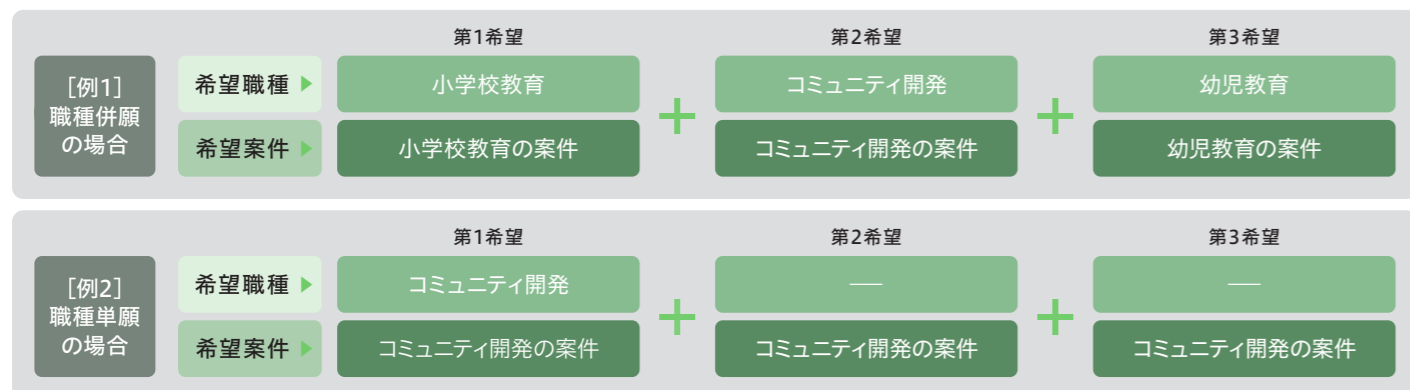 第1希望
第2希望
第3希望
［例1］
職種併願
の場合
希望職種 ▶
小学校教育
＋
コミュニティ開発
＋
幼児教育
希望案件 ▶
小学校教育の案件
コミュニティ開発の案件
幼児教育の案件
第1希望
第2希望
第3希望
［例2］
職種単願
の場合
希望職種 ▶
コミュニティ開発
＋
―
＋
―
希望案件 ▶
コミュニティ開発の案件
コミュニティ開発の案件
コミュニティ開発の案件